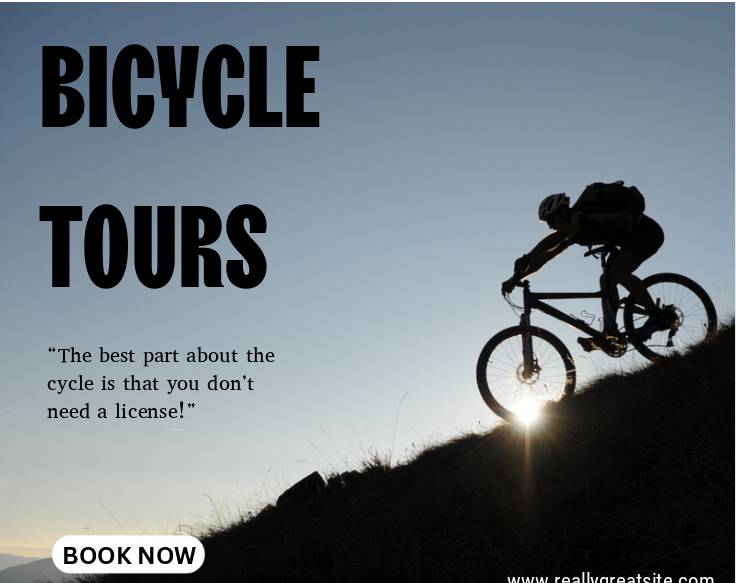 BICYCLE
TOURS
“The best part about the
cycle is that you don't
need a license!”
BOOK NOW
www.reallygreatsite.com